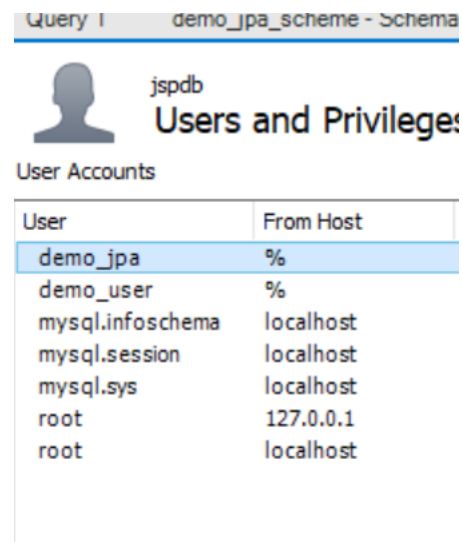 Query 1 demo_jpa_scheme - Schema
jspdb
Users and Privileges
User Accounts
User From Host
demo_jpa %
demo_user %
mysql.infoschema localhost
mysql.session localhost
mysql.sys localhost
root 127.0.0.1
root localhost